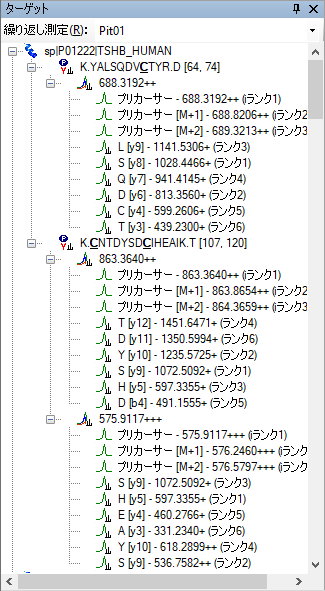 ターゲット
繰り返し測定(R): Pit01
sp|P01222|TSHB_HUMAN
K.YALSQDVCTYR.D [64, 74]
688.3192++
プリカーサー - 688.3192++ (ランク1)
プリカーサー [M+1] - 688.8206++ (ランク2
プリカーサー [M+2] - 689.3213++ (ランク3
L [y9] - 1141.5306+ (ランク3)
S [y8] - 1028.4466+ (ランク1)
Q [y7] - 941.4145+ (ランク4)
D [y6] - 813.3560+ (ランク2)
C [y4] - 599.2606+ (ランク5)
T [y3] - 439.2300+ (ランク6)
K.CNTDYSDCIHEAIK.T [107, 120]
863.3640++
プリカーサー - 863.3640++ (ランク1)
プリカーサー [M+1] - 863.8654++ (ランク2
プリカーサー [M+2] - 864.3659++ (ランク3
T [y12] - 1451.6471+ (ランク4)
D [y11] - 1350.5994+ (ランク6)
Y [y10] - 1235.5725+ (ランク2)
S [y9] - 1072.5092+ (ランク1)
H [y5] - 597.3355+ (ランク3)
D [b4] - 491.1555+ (ランク5)
575.9117+++
プリカーサー - 575.9117+++ (ランク1)
プリカーサー [M+1] - 576.2460+++ (ランク
プリカーサー [M+2] - 576.5797+++ (ランク
S [y9] - 1072.5092+ (ランク3)
H [y5] - 597.3355+ (ランク1)
E [y4] - 460.2766+ (ランク5)
A [y3] - 331.2340+ (ランク6)
Y [y10] - 618.2899++ (ランク4)
S [y9] - 536.7582++ (ランク2)